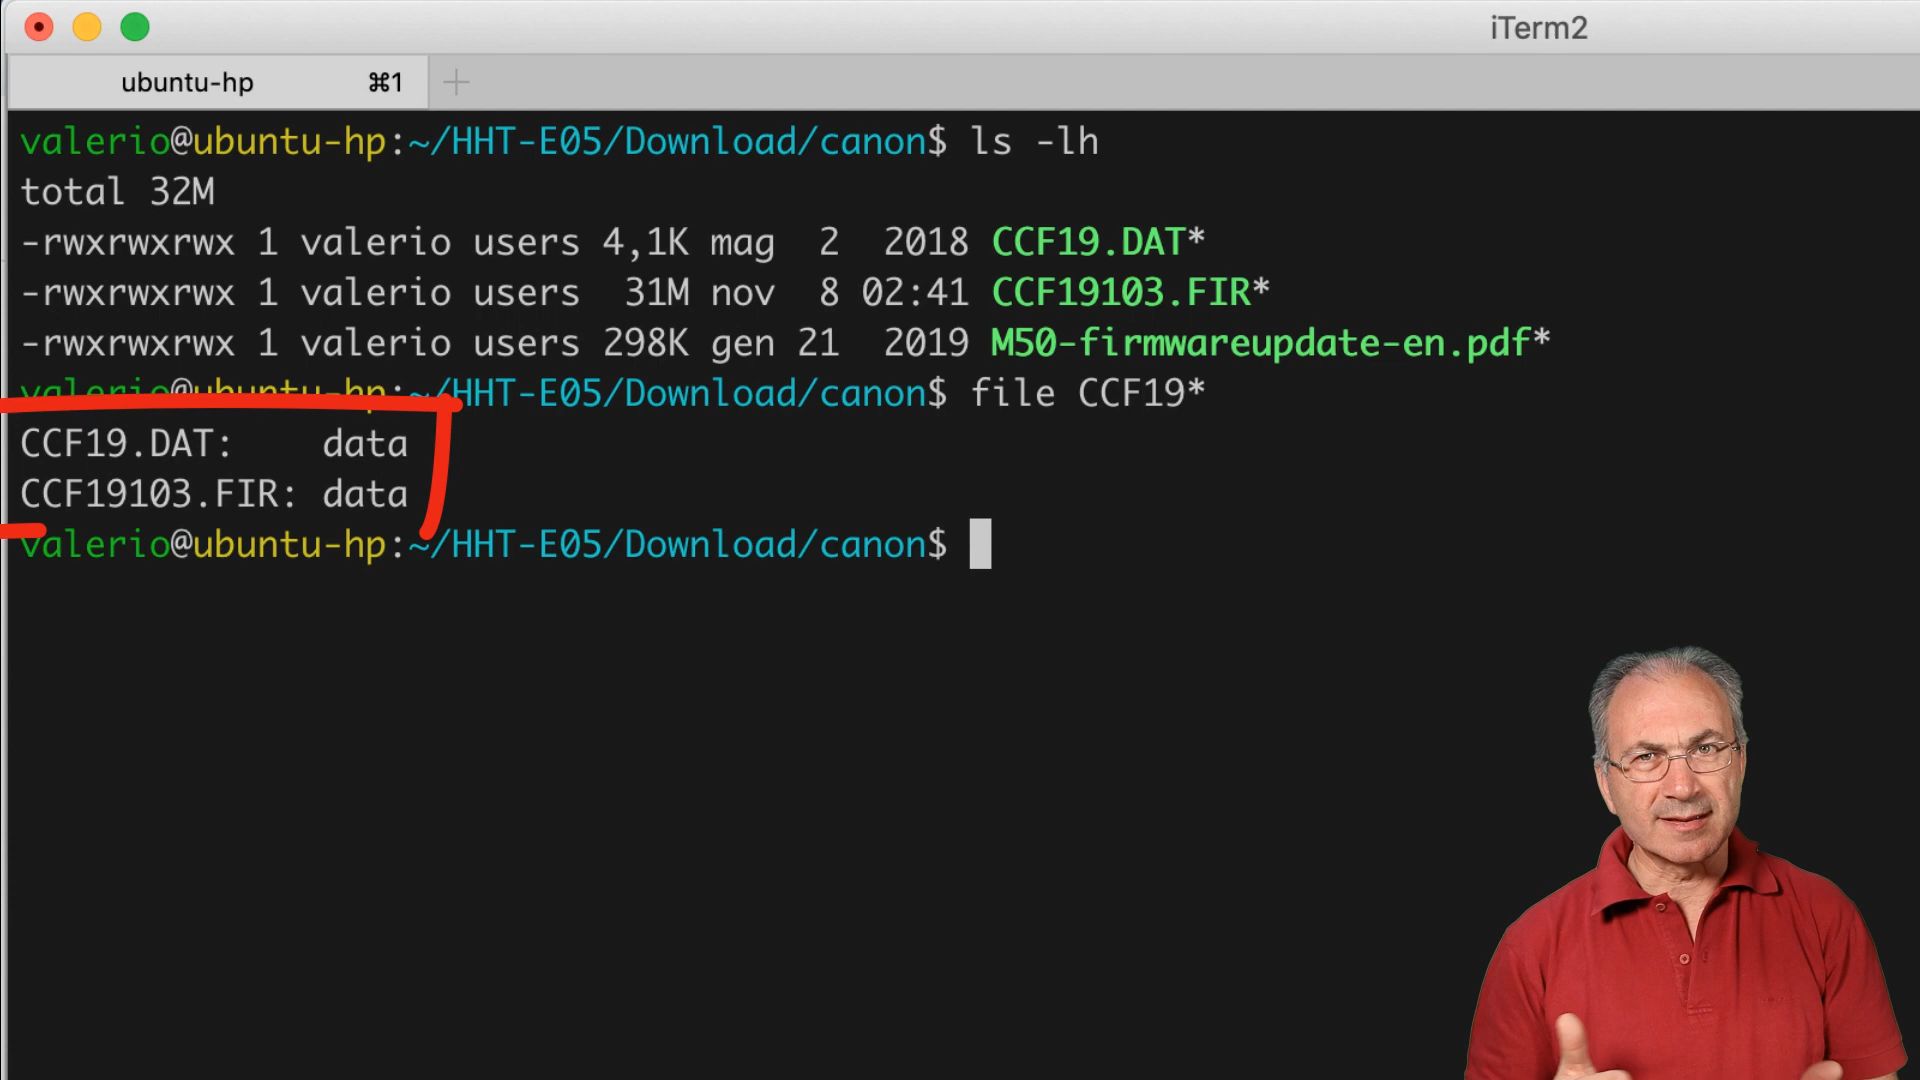 iTerm2
ubuntu-hp ⌘1
valerio@ubuntu-hp:~/HHT-E05/Download/canon$ ls -lh
total 32M
-rwxrwxrwx 1 valerio users 4,1K mag  2  2018 CCF19.DAT*
-rwxrwxrwx 1 valerio users  31M nov  8 02:41 CCF19103.FIR*
-rwxrwxrwx 1 valerio users 298K gen 21  2019 M50-firmwareupdate-en.pdf*
valerio@ubuntu-hp:~/HHT-E05/Download/canon$ file CCF19*
CCF19.DAT:    data
CCF19103.FIR: data
valerio@ubuntu-hp:~/HHT-E05/Download/canon$